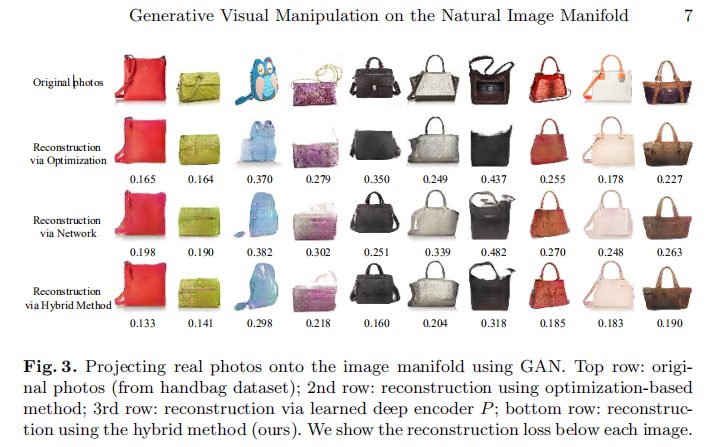 Generative Visual Manipulation on the Natural Image Manifold 7
Original photos
Reconstruction
via Optimization
0.165 0.164 0.370 0.279 0.350 0.249 0.437 0.255 0.178 0.227
Reconstruction
via Network
0.198 0.190 0.382 0.302 0.251 0.339 0.482 0.270 0.248 0.263
Reconstruction
via Hybrid Method
0.133 0.141 0.298 0.218 0.160 0.204 0.318 0.185 0.183 0.190
Fig. 3. Projecting real photos onto the image manifold using GAN. Top row: origi-
nal photos (from handbag dataset); 2nd row: reconstruction using optimization-based
method; 3rd row: reconstruction via learned deep encoder P; bottom row: reconstruc-
tion using the hybrid method (ours). We show the reconstruction loss below each image.